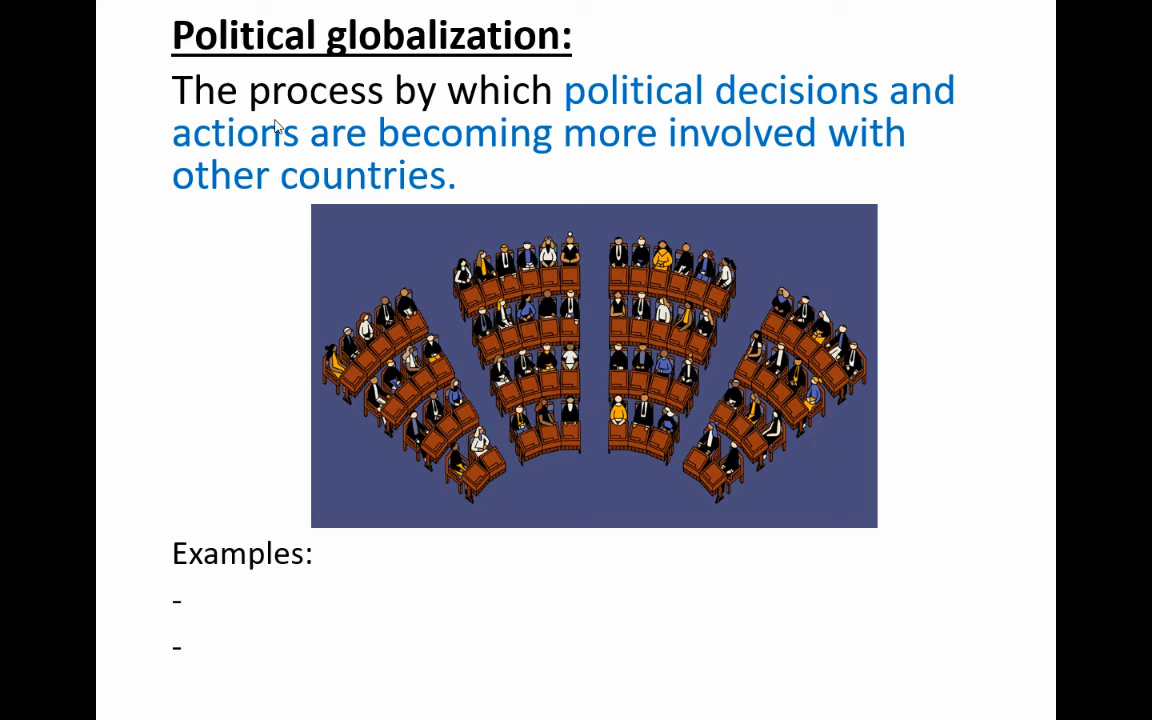 Political globalization:
The process by which political decisions and
actions are becoming more involved with
other countries.
Examples:
-
-